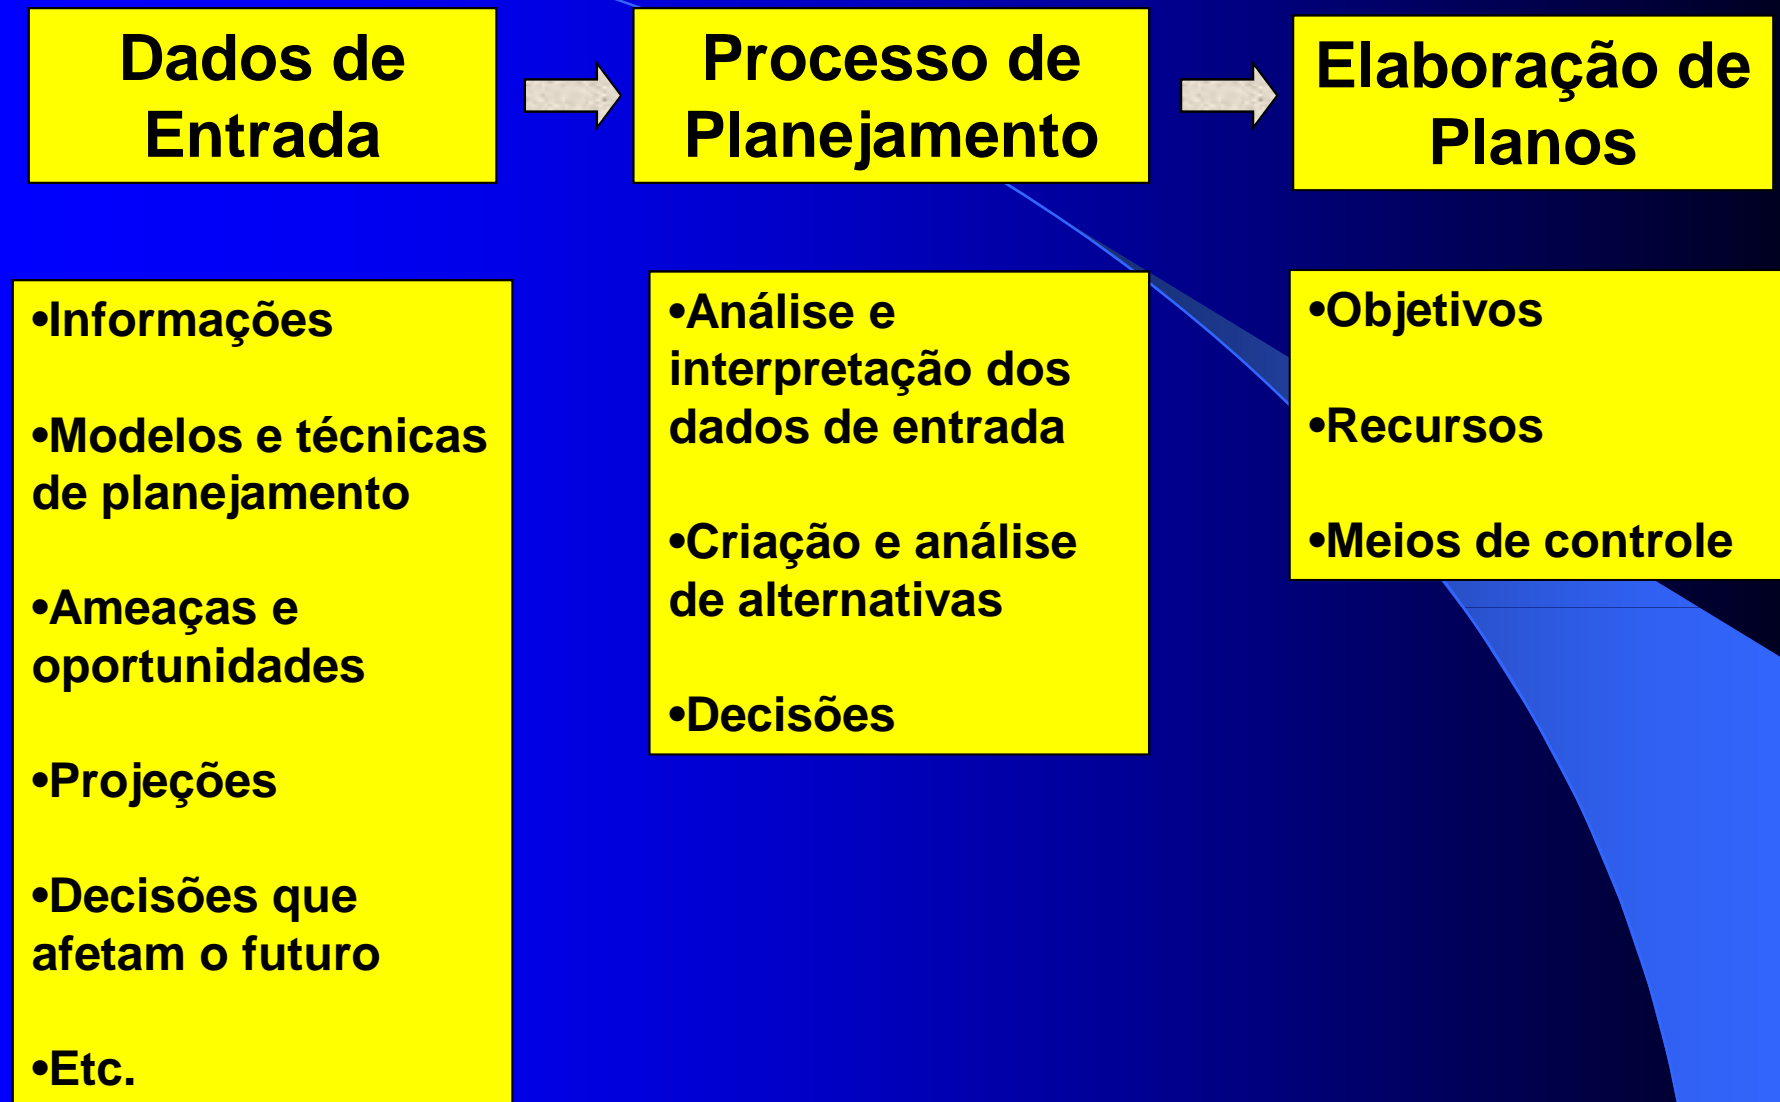 Dados de
Entrada
Processo de
Planejamento
Elaboração de
Planos
•Informações
•Modelos e técnicas
de planejamento
•Ameaças e
oportunidades
•Projeções
•Decisões que
afetam o futuro
•Etc.
•Análise e
interpretação dos
dados de entrada
•Criação e análise
de alternativas
•Decisões
•Objetivos
•Recursos
•Meios de controle